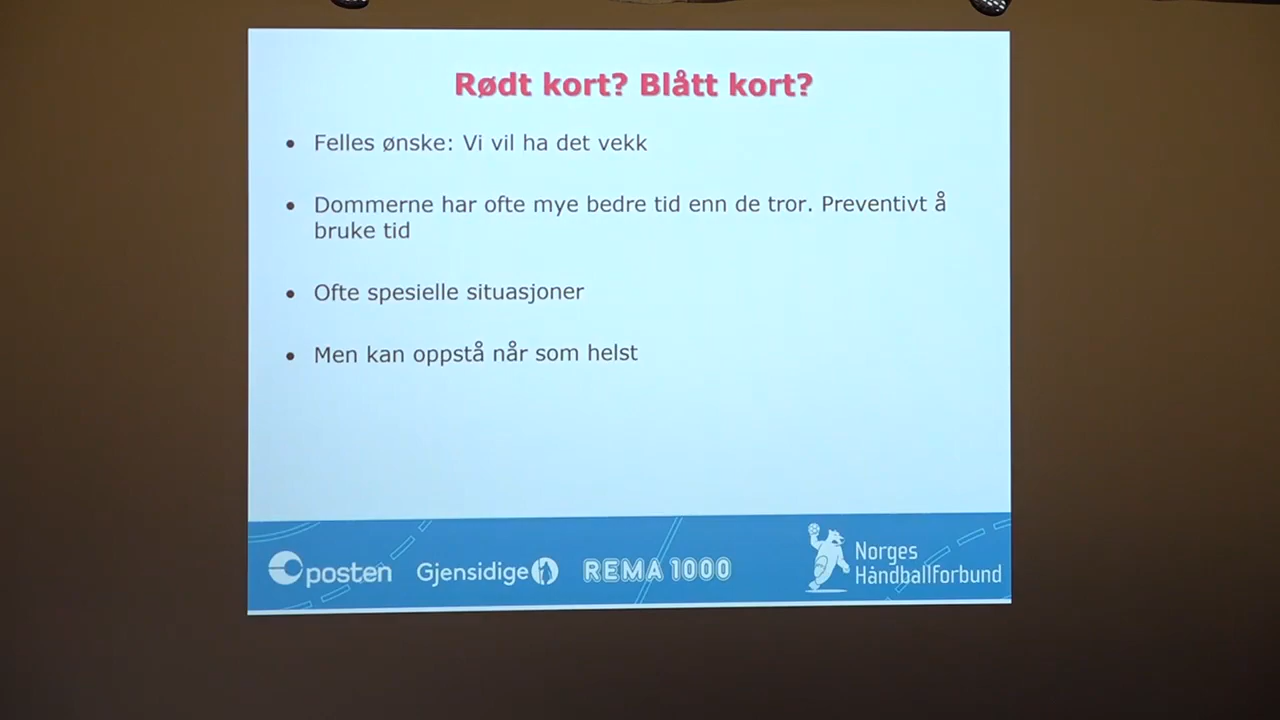 Rødt kort? Blått kort?
• Felles ønske: Vi vil ha det vekk
• Dommerne har ofte mye bedre tid enn de tror. Preventivt å
bruke tid
• Ofte spesielle situasjoner
• Men kan oppstå når som helst
posten Gjensidige REMA 1000
Norges
Håndballforbund